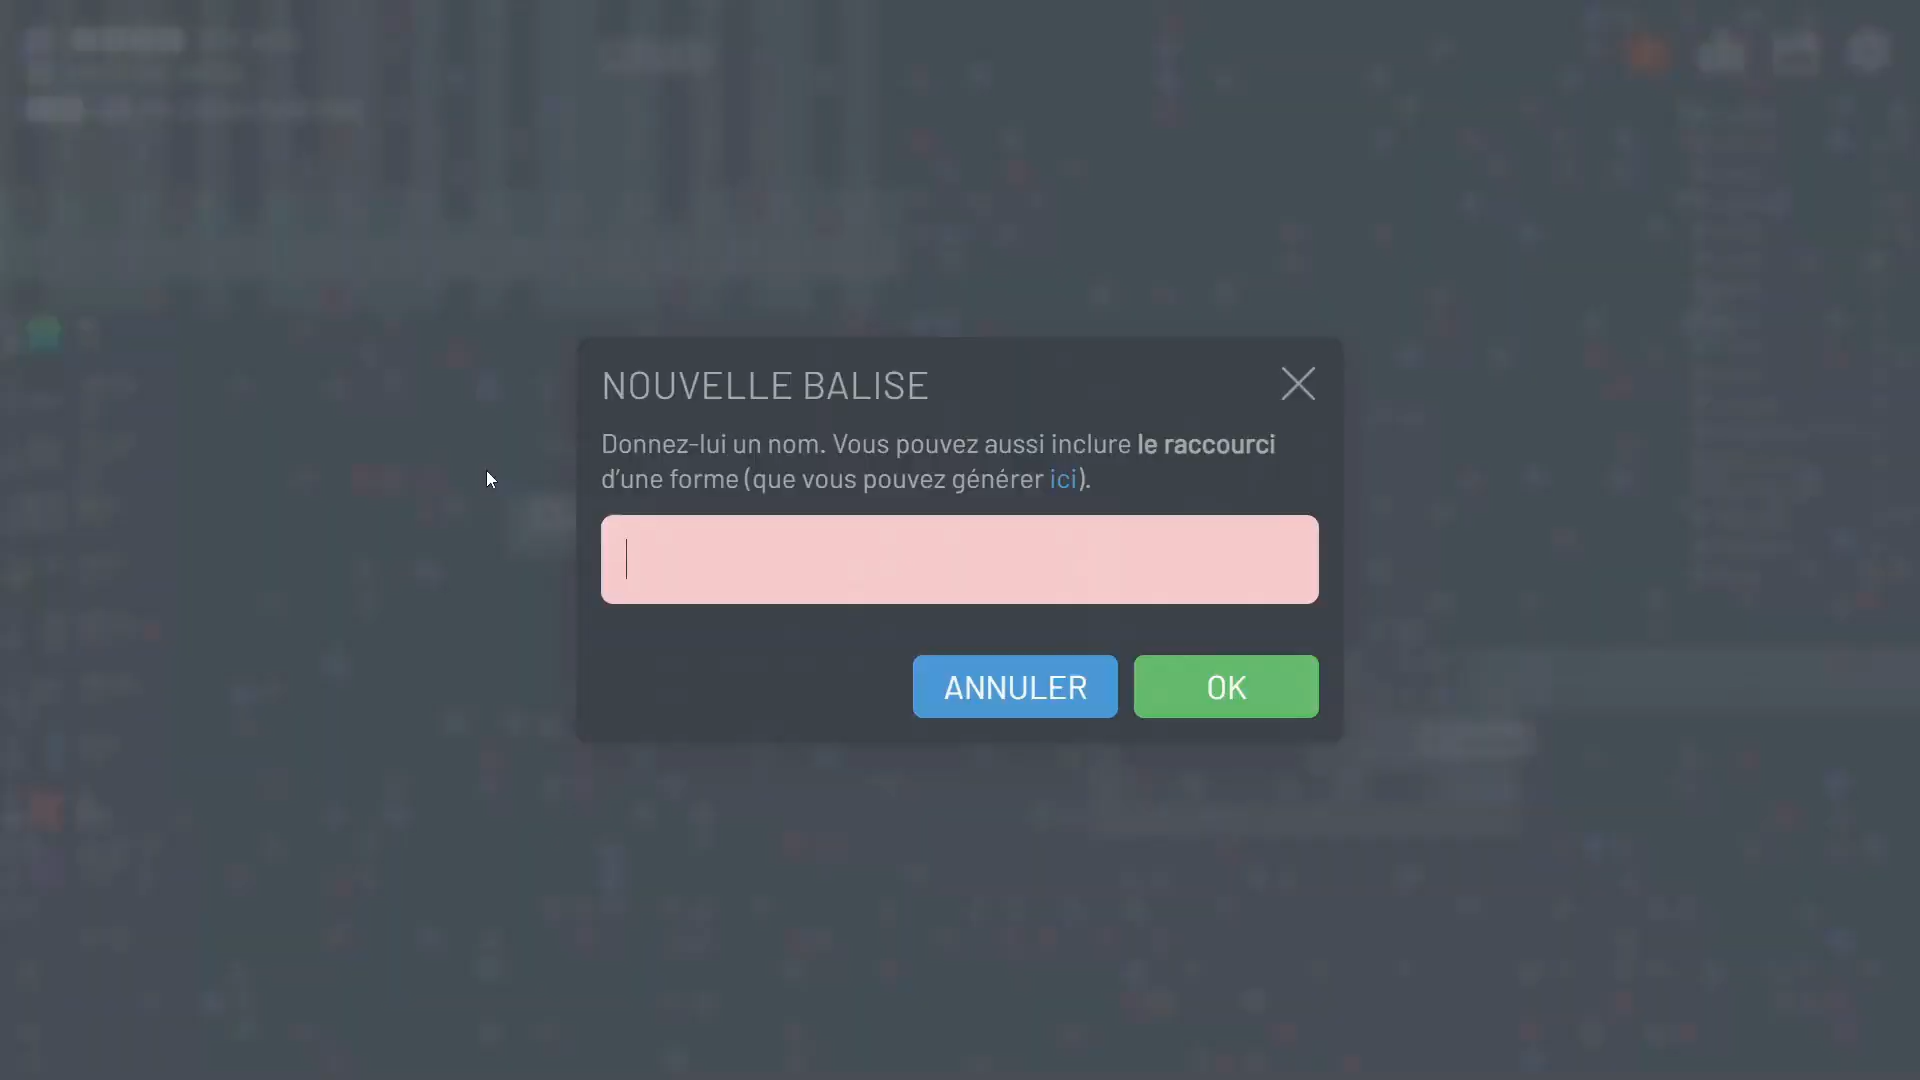 NOUVELLE BALISE
Donnez-lui un nom. Vous pouvez aussi inclure le raccourci
d'une forme (que vous pouvez générer ici).
ANNULER
OK